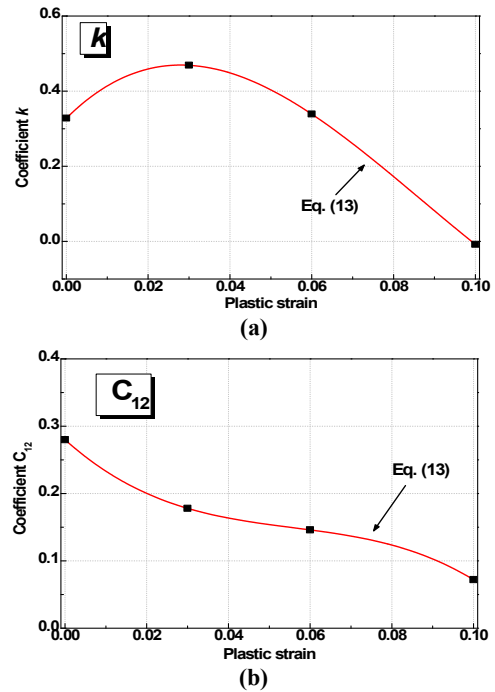 k
0.6
0.4
0.2
0.0
Coefficient k
Eq. (13)
0.00 0.02 0.04 0.06 0.08 0.10
Plastic strain
(a)
C12
0.4
0.3
0.2
0.1
0.0
Coefficient C12
Eq. (13)
0.00 0.02 0.04 0.06 0.08 0.10
Plastic strain
(b)